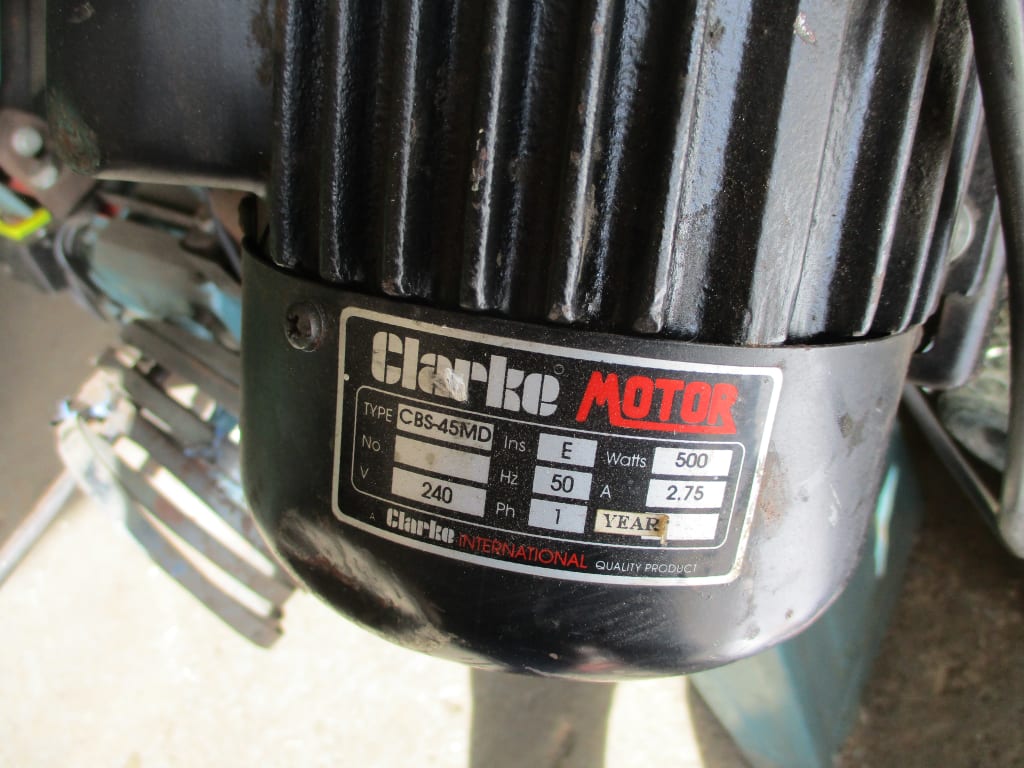 Clarke MOTOR
TYPE CBS-45MD Ins E Watts 500
No. Hz 50 A 2.75
V 240 Ph 1 YEAR
A Clarke INTERNATIONAL QUALITY PRODUCT